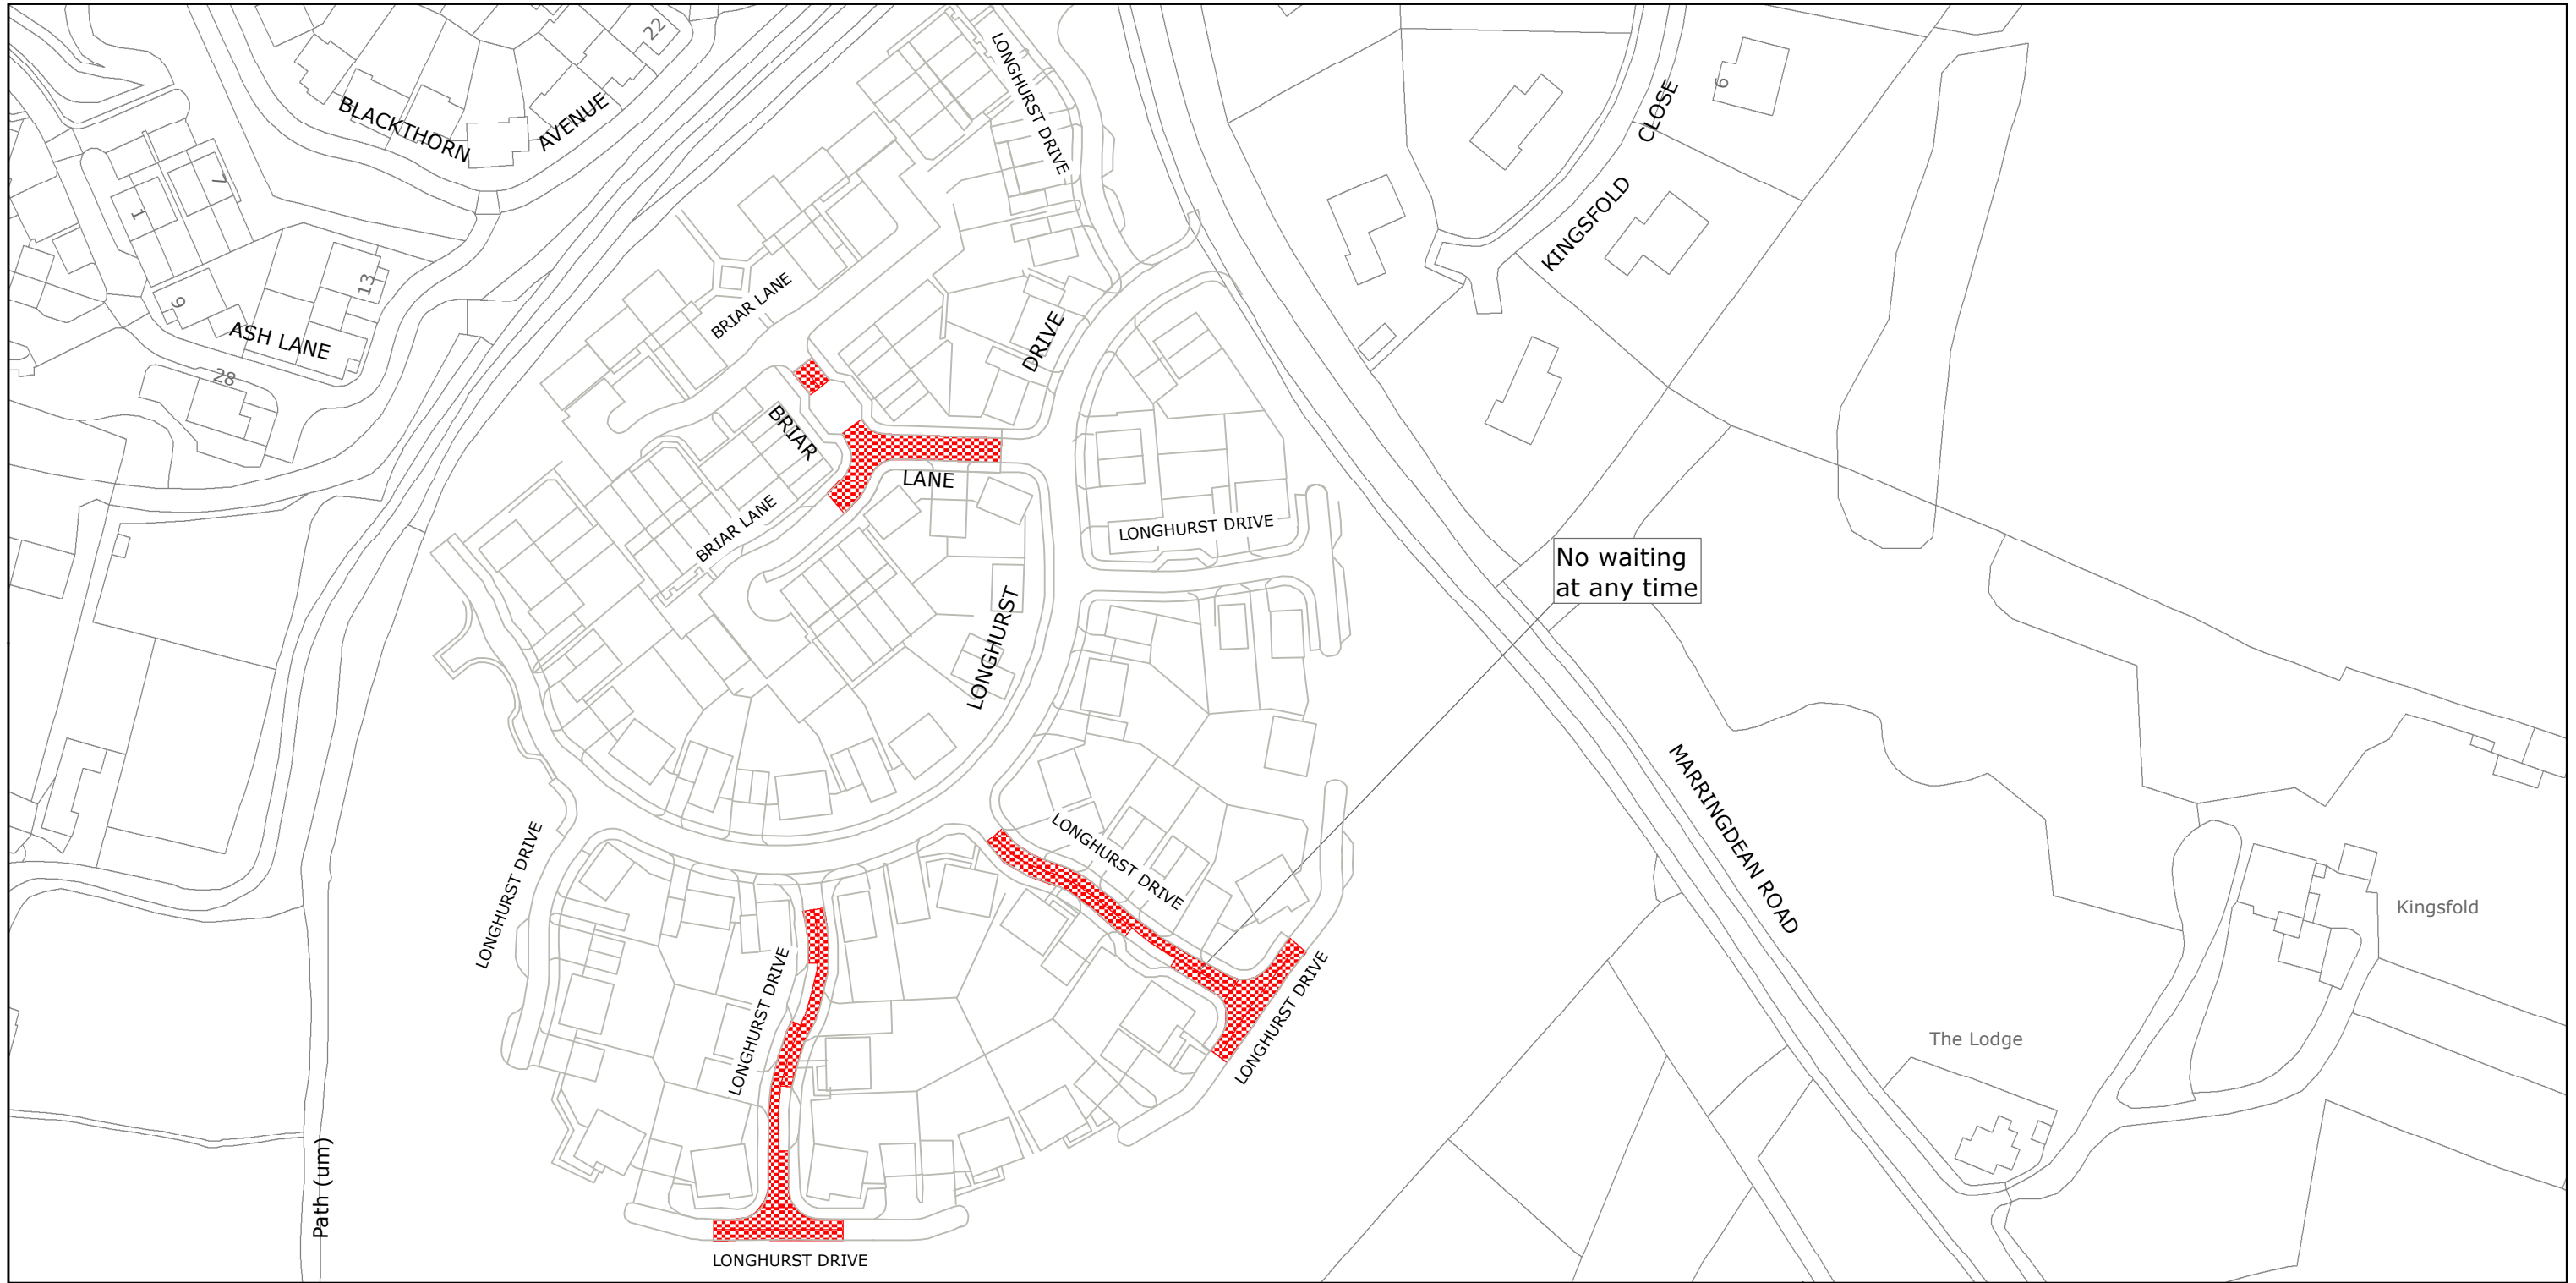 22
BLACKTHORN
AVENUE
LONGHURST DRIVE
CLOSE
6
7
1
KINGSFOLD
13
9
ASH LANE
28
BRIAR LANE
DRIVE
BRIAR
LANE
BRIAR LANE
LONGHURST DRIVE
No waiting
at any time
LONGHURST
MARRINGDEAN ROAD
LONGHURST DRIVE
LONGHURST DRIVE
Kingsfold
LONGHURST DRIVE
LONGHURST DRIVE
The Lodge
Path (um)
LONGHURST DRIVE